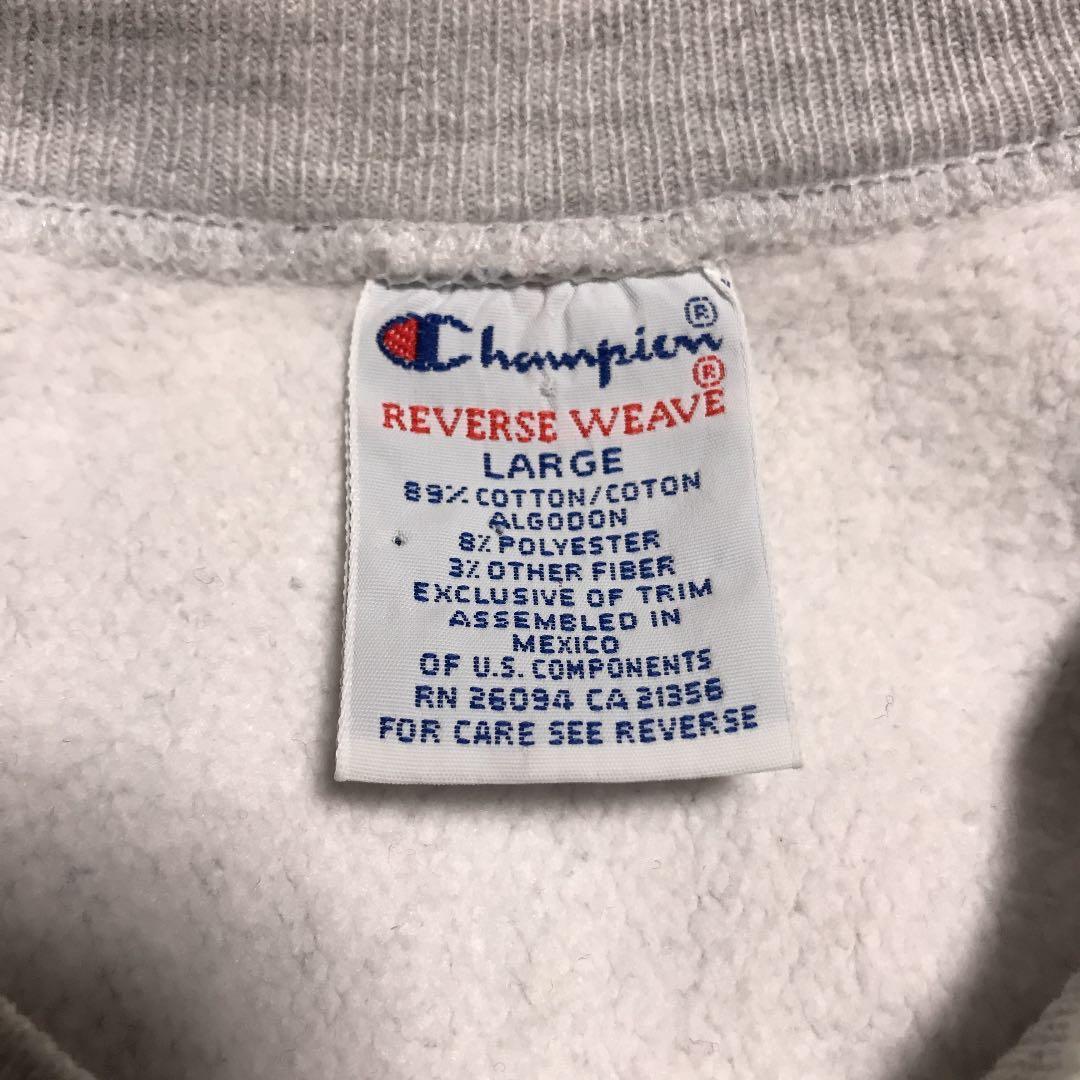 Champion®
REVERSE WEAVE®
LARGE
89% COTTON/COTON
ALGODON
8% POLYESTER
3% OTHER FIBER
EXCLUSIVE OF TRIM
ASSEMBLED IN
MEXICO
OF U.S. COMPONENTS
RN 26094 CA 21356
FOR CARE SEE REVERSE